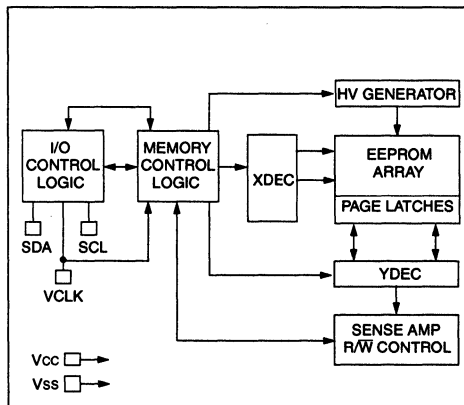 HV GENERATOR
I/O
CONTROL
LOGIC
MEMORY
CONTROL
LOGIC
XDEC
EEPROM
ARRAY
PAGE LATCHES
SDA
SCL
VCLK
YDEC
SENSE AMP
R/W̅ CONTROL
Vcc
Vss